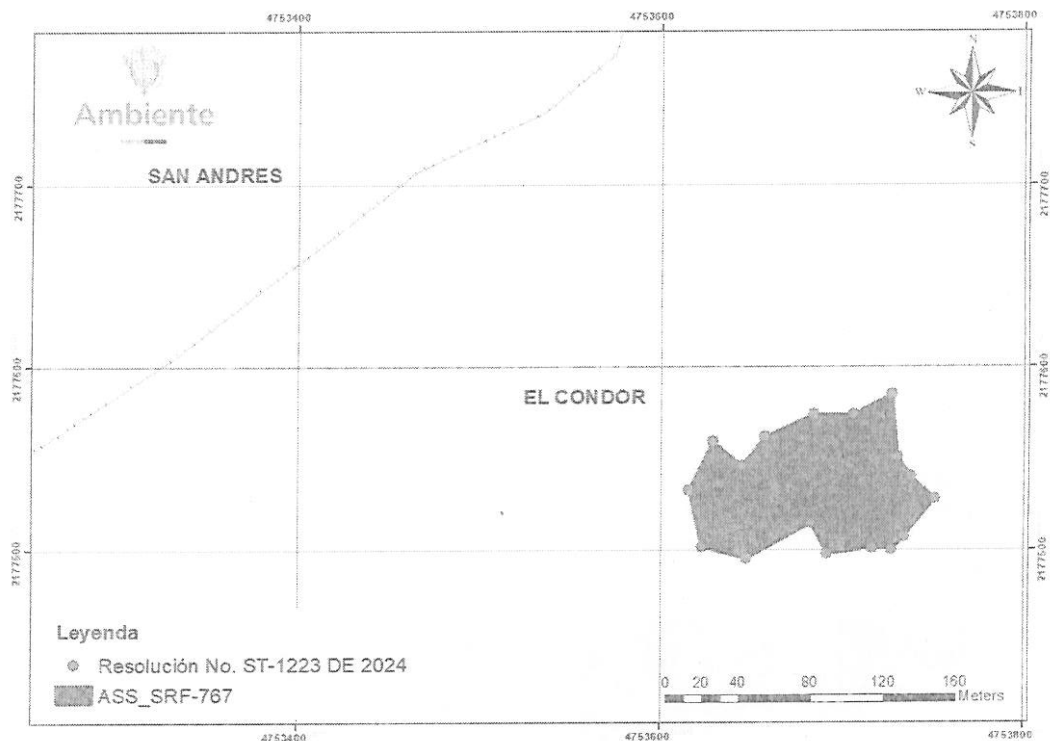 4753400 4753600 4753800
N
Ambiente
W
S
SAN ANDRES
2177700 2177700
2177600 2177600
EL CONDOR
2177500 2177500
Leyenda
Resolución No. ST-1223 DE 2024
ASS_SRF-767
0 20 40 80 120 160
Meters
4753400 4753600 4753800